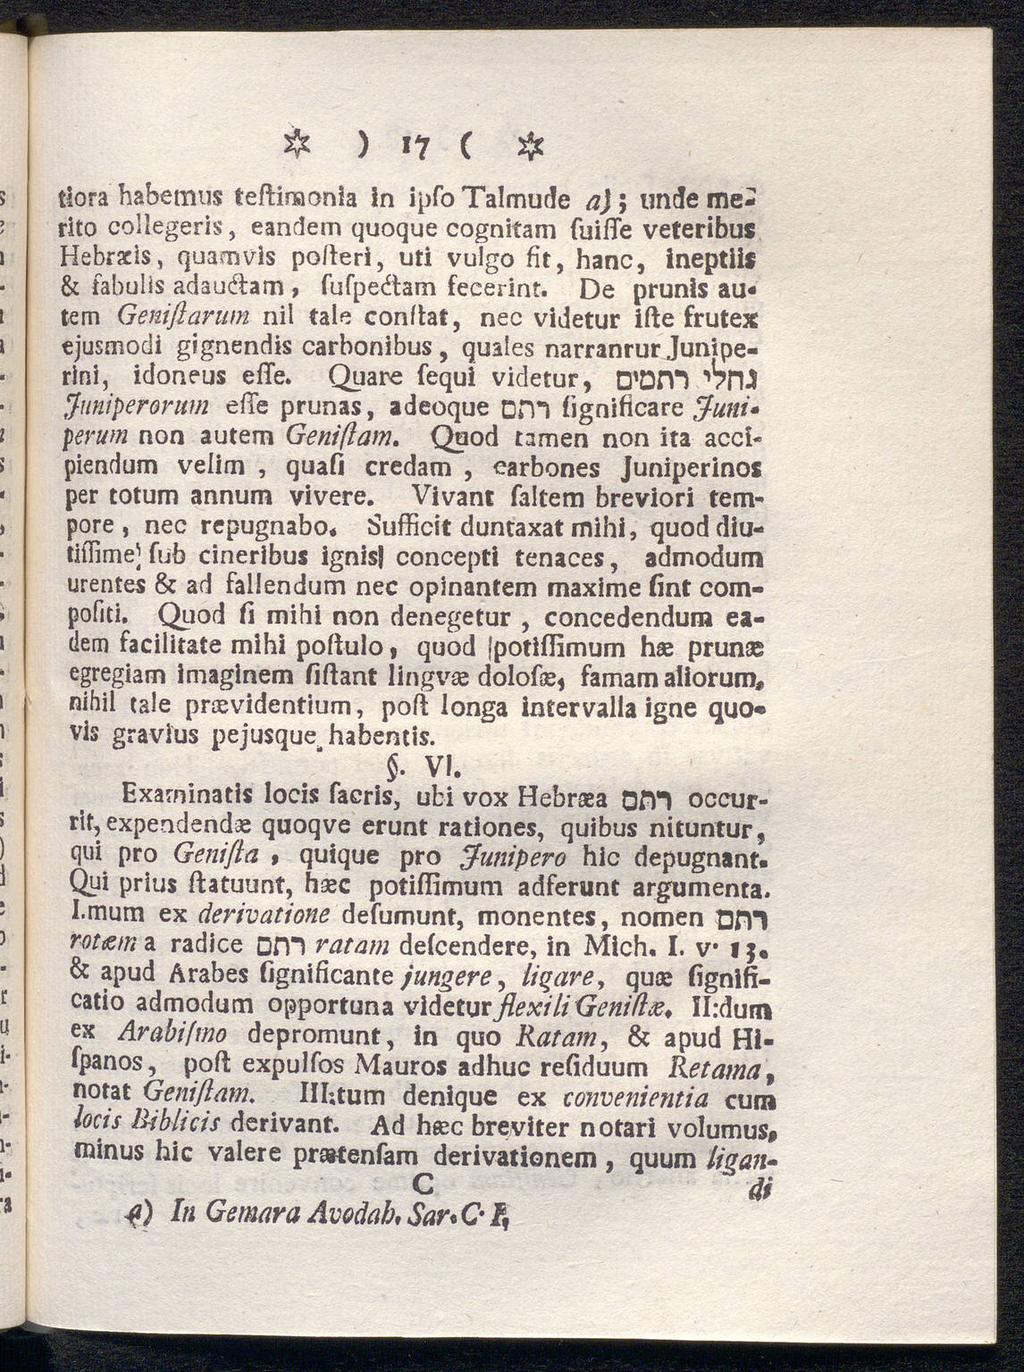 * ) 17 ( *
tiora habemus teſtimonia in ipſo Talmude a); unde me-
rito collegeris, eandem quoque cognitam fuiſſe veteribus
Hebræis, quamvis poſteri, uti vulgo fit, hanc, ineptiis
& fabulis adauctam, ſuſpectam fecerint. De prunis au-
tem Geniſtarum nil tale conſtat, nec videtur iſte frutex
ejusmodi gignendis carbonibus, quales narranrur Junipe-
rini, idoneus eſſe. Quare ſequi videtur, גחלי רתמים
Juniperorum eſſe prunas, adeoque רתם ſignificare Juni-
perum non autem Geniſtam. Quod tamen non ita acci-
piendum velim, quaſi credam, carbones Juniperinos
per totum annum vivere. Vivant ſaltem breviori tem-
pore, nec repugnabo. Sufficit duntaxat mihi, quod diu-
tiſſime ſub cineribus ignis concepti tenaces, admodum
urentes & ad fallendum nec opinantem maxime ſint com-
poſiti. Quod ſi mihi non denegetur, concedendum ea-
dem facilitate mihi poſtulo, quod potiſſimum hæ prunæ
egregiam imaginem ſiſtant lingvæ doloſæ, famam aliorum,
nihil tale prævidentium, poſt longa intervalla igne quo-
vis gravius pejusque habentis.
§. VI.
Examinatis locis ſacris, ubi vox Hebræa רתם occur-
rit, expendendæ quoqve erunt rationes, quibus nituntur,
qui pro Geniſta, quique pro Junipero hic depugnant.
Qui prius ſtatuunt, hæc potiſſimum adferunt argumenta.
I.mum ex derivatione deſumunt, monentes, nomen רתם
rotæm a radice רתם ratam deſcendere, in Mich. I. v. 13.
& apud Arabes ſignificante jungere, ligare, quæ ſignifi-
catio admodum opportuna videtur flexili Geniſtæ. II:dum
ex Arabiſmo depromunt, in quo Ratam, & apud Hi-
ſpanos, poſt expulſos Mauros adhuc reſiduum Retama,
notat Geniſtam. III:tum denique ex convenientia cum
locis Biblicis derivant. Ad hæc breviter notari volumus,
minus hic valere prætenſam derivationem, quum ligan-
C di
a) In Gemara Avodah. Sar. C. I,